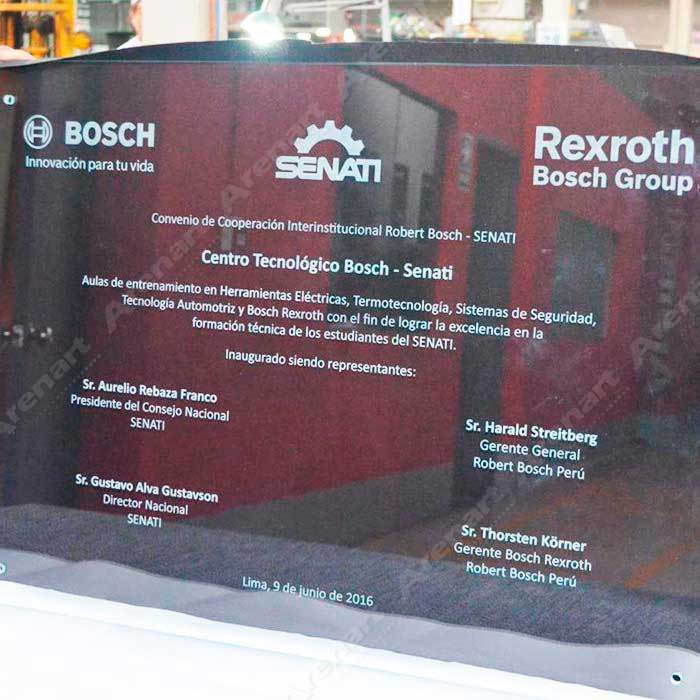 BOSCH
Innovación para tu vida
SENATI
Rexroth
Bosch Group
Convenio de Cooperación Interinstitucional Robert Bosch - SENATI
Centro Tecnológico Bosch - Senati
Aulas de entrenamiento en Herramientas Eléctricas, Termotecnología, Sistemas de Seguridad,
Tecnología Automotriz y Bosch Rexroth con el fin de lograr la excelencia en la
formación técnica de los estudiantes del SENATI.
Inaugurado siendo representantes:
Sr. Aurelio Rebaza Franco
Presidente del Consejo Nacional
SENATI
Sr. Harald Streitberg
Gerente General
Robert Bosch Perú
Sr. Gustavo Alva Gustavson
Director Nacional
SENATI
Sr. Thorsten Körner
Gerente Bosch Rexroth
Robert Bosch Perú
Lima, 9 de junio de 2016
Arenart